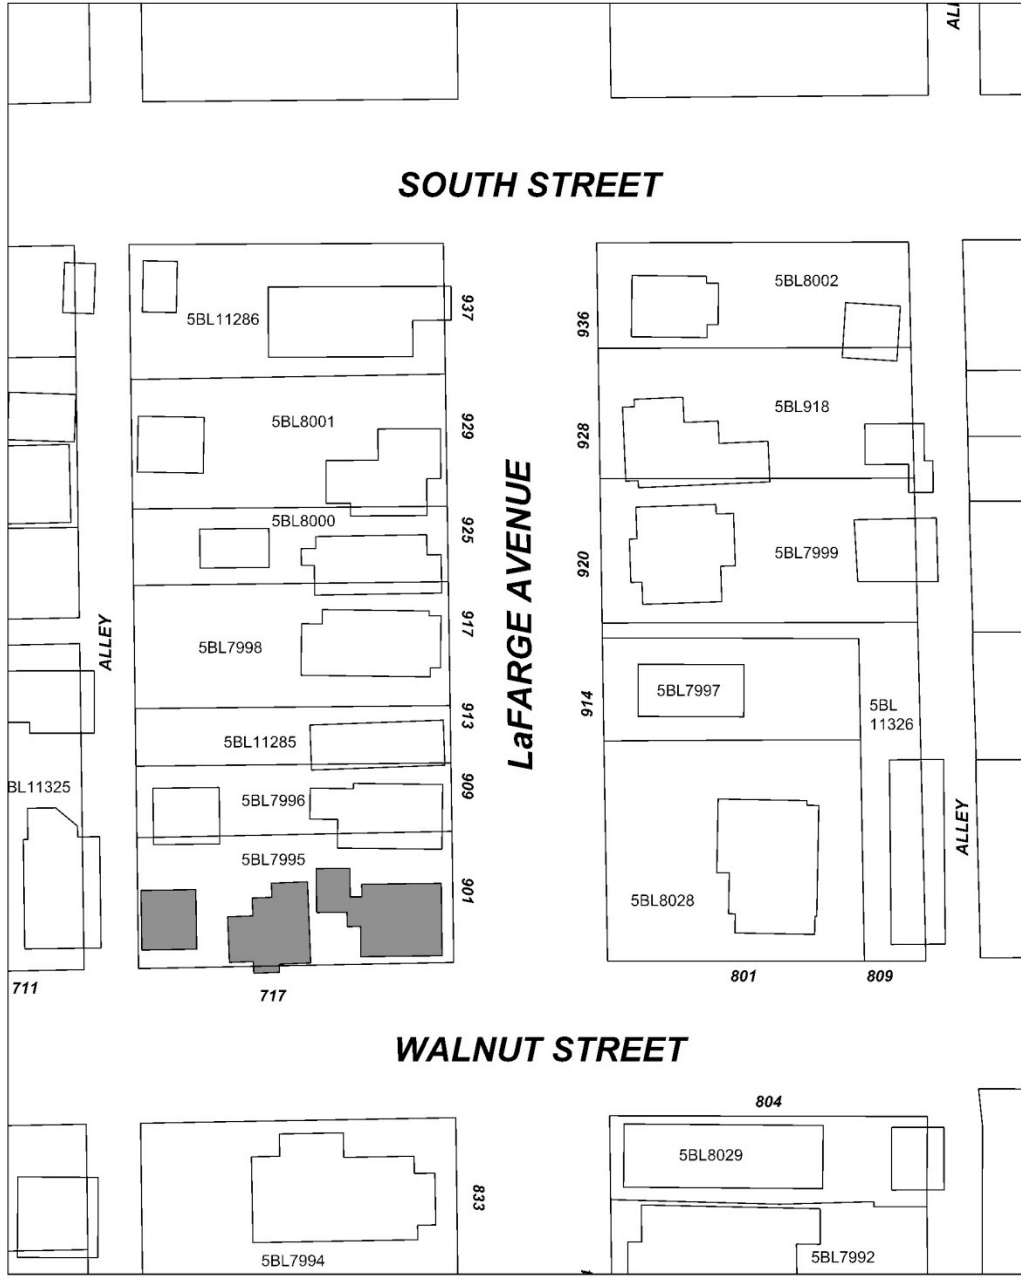 ALL
SOUTH STREET
5BL8002
937
5BL11286
936
5BL918
5BL8001
929
928
LaFARGE AVENUE
5BL8000
925
5BL7999
920
917
ALLEY
5BL7998
5BL7997
914
5BL
11326
913
5BL11285
BL11325
909
5BL7996
ALLEY
5BL7995
901
5BL8028
711
717
801
809
WALNUT STREET
804
5BL8029
833
5BL7994
5BL7992